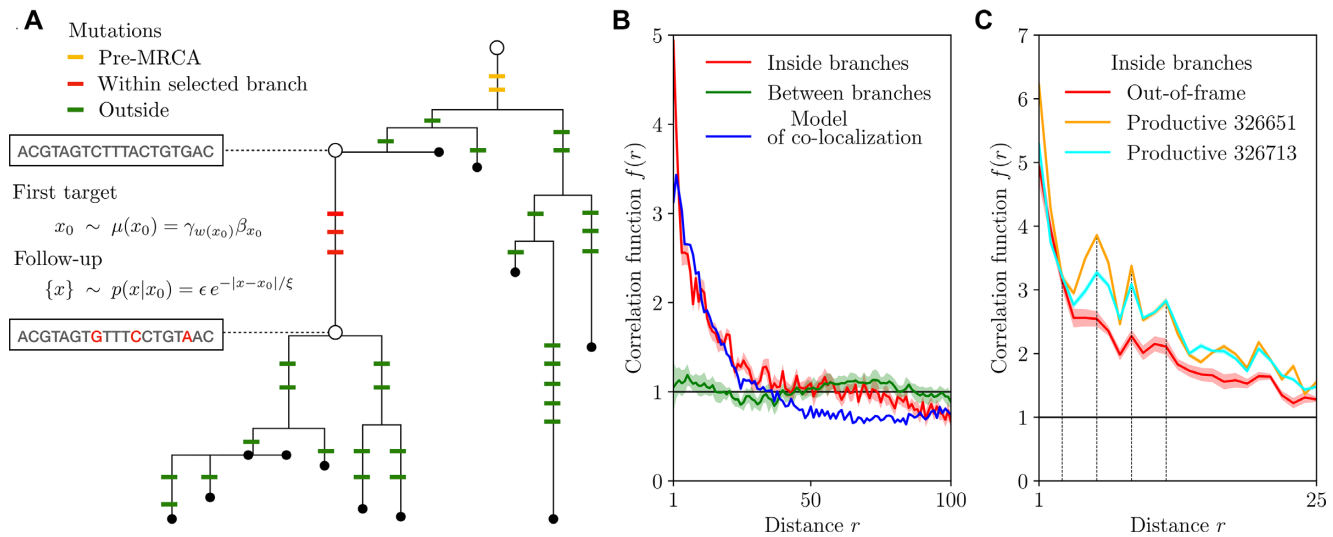 A
Mutations
Pre-MRCA
Within selected branch
Outside
ACGTAGTCTTTACTGTGAC
First target
x₀ ∼ μ(x₀) = γ_{w(x₀)}β_{x₀}
Follow-up
{x} ∼ p(x|x₀) = ϵ e^{−|x−x₀|/ξ}
ACGTAGTGTTTCCTGTAAC
B
5
4
3
2
1
0
Correlation function f(r)
Inside branches
Between branches
Model
of co-localization
1
50
100
Distance r
C
7
6
5
4
3
2
1
0
Correlation function f(r)
Inside branches
Out-of-frame
Productive 326651
Productive 326713
1
25
Distance r